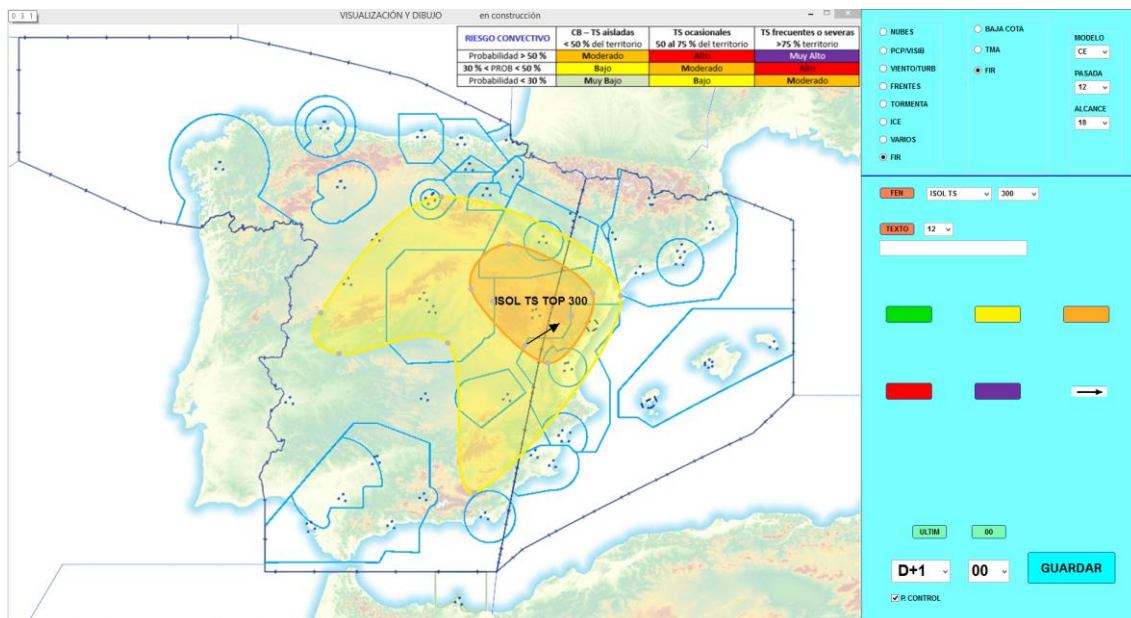 0 3 1
VISUALIZACIÓN Y DIBUJO en construcción
RIESGO CONVECTIVO
CB – TS aisladas
< 50 % del territorio
TS ocasionales
50 al 75 % del territorio
TS frecuentes o severas
>75 % territorio
Probabilidad > 50 % Moderado Alto Muy Alto
30 % < PROB < 50 % Bajo Moderado Alto
Probabilidad < 30 % Muy Bajo Bajo Moderado
ISOL TS TOP 300
NUBES
PCP/VISIB
VIENTO/TURB
FRENTES
TORMENTA
ICE
VARIOS
FIR
BAJA COTA
TMA
FIR
MODELO
CE
PASADA
12
ALCANCE
18
FEN ISOL TS 300
TEXTO 12
ULTIM 00
D+1 00 GUARDAR
P. CONTROL